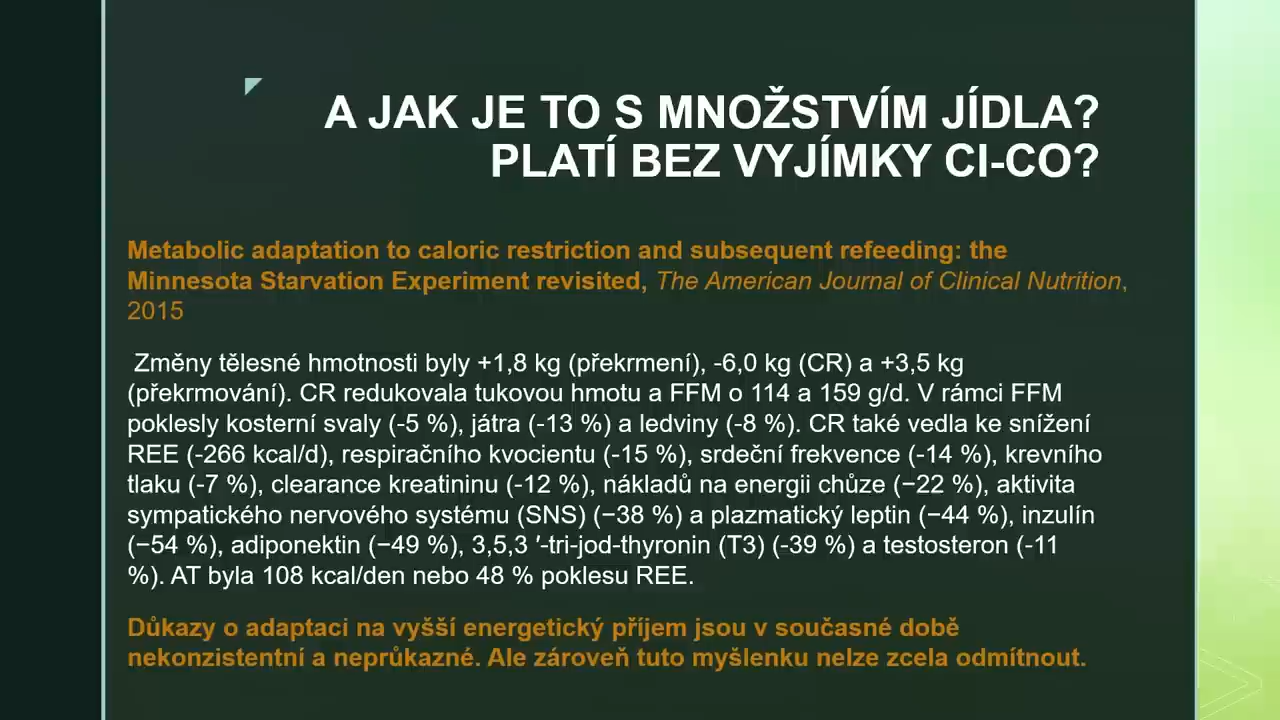 A JAK JE TO S MNOŽSTVÍM JÍDLA?
PLATÍ BEZ VYJÍMKY CI-CO?
Metabolic adaptation to caloric restriction and subsequent refeeding: the
Minnesota Starvation Experiment revisited, The American Journal of Clinical Nutrition,
2015
Změny tělesné hmotnosti byly +1,8 kg (překrmení), -6,0 kg (CR) a +3,5 kg
(překrmování). CR redukovala tukovou hmotu a FFM o 114 a 159 g/d. V rámci FFM
poklesly kosterní svaly (-5 %), játra (-13 %) a ledviny (-8 %). CR také vedla ke snížení
REE (-266 kcal/d), respiračního kvocientu (-15 %), srdeční frekvence (-14 %), krevního
tlaku (-7 %), clearance kreatininu (-12 %), nákladů na energii chůze (−22 %), aktivita
sympatického nervového systému (SNS) (−38 %) a plazmatický leptin (−44 %), inzulín
(−54 %), adiponektin (−49 %), 3,5,3 ′-tri-jod-thyronin (T3) (-39 %) a testosteron (-11
%). AT byla 108 kcal/den nebo 48 % poklesu REE.
Důkazy o adaptaci na vyšší energetický příjem jsou v současné době
nekonzistentní a neprůkazné. Ale zároveň tuto myšlenku nelze zcela odmítnout.